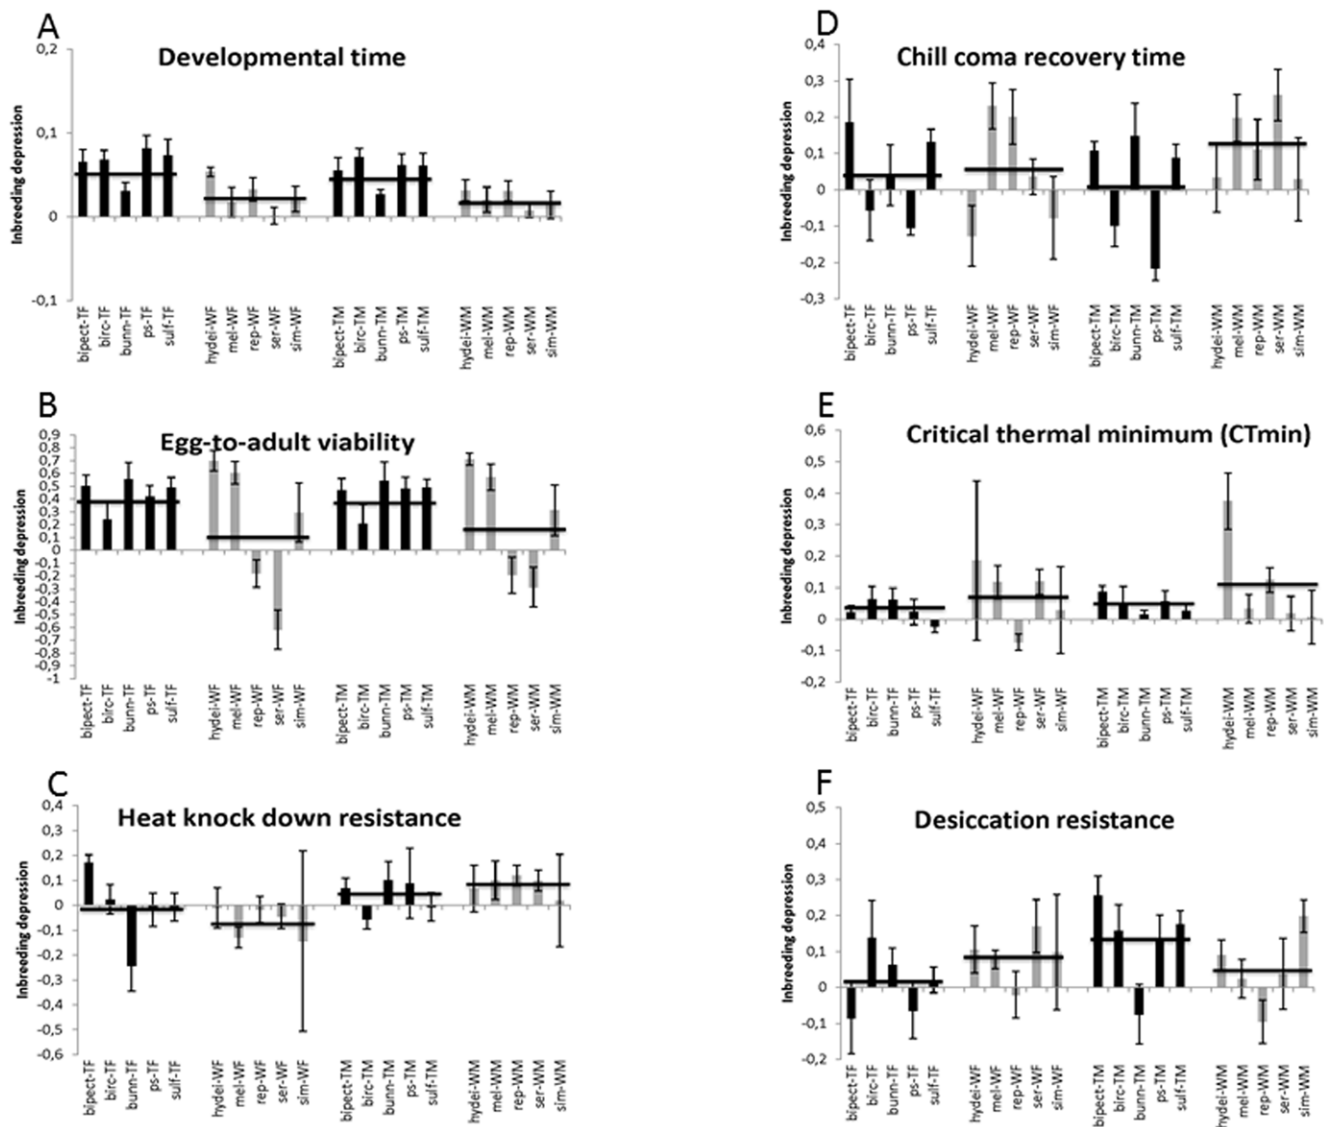 A
Developmental time
Inbreeding depression
0,2
0,1
0
-0,1
bipect-TF
birc-TF
bunn-TF
ps-TF
sulf-TF
hydei-WF
mel-WF
rep-WF
ser-WF
sim-WF
bipect-TM
birc-TM
bunn-TM
ps-TM
sulf-TM
hydei-WM
mel-WM
rep-WM
ser-WM
sim-WM
B
Egg-to-adult viability
Inbreeding depression
0,9
0,8
0,7
0,6
0,5
0,4
0,3
0,2
0,1
0
-0,1
-0,2
-0,3
-0,4
-0,5
-0,6
-0,7
-0,8
-0,9
-1
bipect-TF
birc-TF
bunn-TF
ps-TF
sulf-TF
hydei-WF
mel-WF
rep-WF
ser-WF
sim-WF
bipect-TM
birc-TM
bunn-TM
ps-TM
sulf-TM
hydei-WM
mel-WM
rep-WM
ser-WM
sim-WM
C
Heat knock down resistance
Inbreeding depression
0,4
0,3
0,2
0,1
0
-0,1
-0,2
-0,3
-0,4
-0,5
-0,6
bipect-TF
birc-TF
bunn-TF
ps-TF
sulf-TF
hydei-WF
mel-WF
rep-WF
ser-WF
sim-WF
bipect-TM
birc-TM
bunn-TM
ps-TM
sulf-TM
hydei-WM
mel-WM
rep-WM
ser-WM
sim-WM
D
Chill coma recovery time
Inbreeding depression
0,4
0,3
0,2
0,1
0
-0,1
-0,2
-0,3
bipect-TF
birc-TF
bunn-TF
ps-TF
sulf-TF
hydei-WF
mel-WF
rep-WF
ser-WF
sim-WF
bipect-TM
birc-TM
bunn-TM
ps-TM
sulf-TM
hydei-WM
mel-WM
rep-WM
ser-WM
sim-WM
E
Critical thermal minimum (CTmin)
Inbreeding depression
0,6
0,5
0,4
0,3
0,2
0,1
0
-0,1
-0,2
bipect-TF
birc-TF
bunn-TF
ps-TF
sulf-TF
hydei-WF
mel-WF
rep-WF
ser-WF
sim-WF
bipect-TM
birc-TM
bunn-TM
ps-TM
sulf-TM
hydei-WM
mel-WM
rep-WM
ser-WM
sim-WM
F
Desiccation resistance
Inbreeding depression
0,5
0,4
0,3
0,2
0,1
0
-0,1
-0,2
bipect-TF
birc-TF
bunn-TF
ps-TF
sulf-TF
hydei-WF
mel-WF
rep-WF
ser-WF
sim-WF
bipect-TM
birc-TM
bunn-TM
ps-TM
sulf-TM
hydei-WM
mel-WM
rep-WM
ser-WM
sim-WM